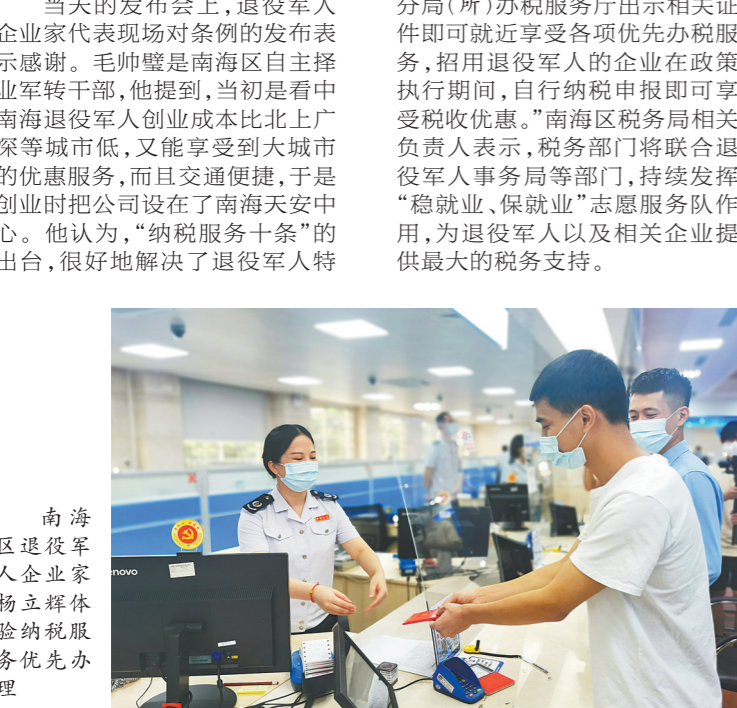 当天的发布会上,退役军人
企业家代表现场对条例的发布表
示感谢。毛帅璧是南海区自主择
业军转干部,他提到,当初是看中
南海退役军人创业成本比北上广
深等城市低,又能享受到大城市
的优惠服务,而且交通便捷,于是
创业时把公司设在了南海天安中
心。他认为,“纳税服务十条”的
出台,很好地解决了退役军人特
分局(所)办税服务厅出示相关证
件即可就近享受各项优先办税服
务,招用退役军人的企业在政策
执行期间,自行纳税申报即可享
受税收优惠。”南海区税务局相关
负责人表示,税务部门将联合退
役军人事务局等部门,持续发挥
“稳就业、保就业”志愿服务队作
用,为退役军人以及相关企业提
供最大的税务支持。
南海
区退役军
人企业家
杨立辉体
验纳税服
务优先办
理
enovo